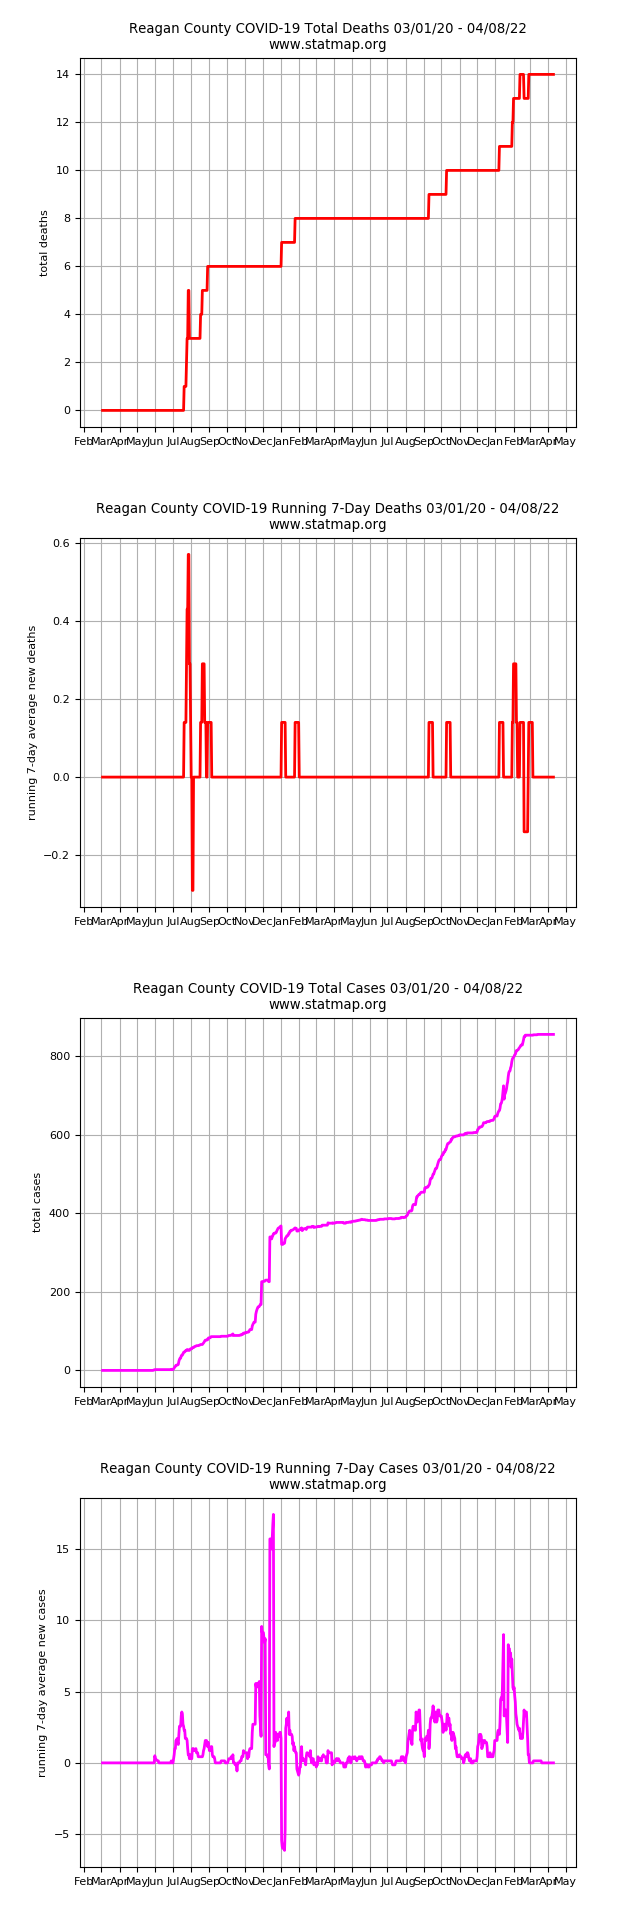 Reagan County COVID-19 Total Deaths 03/01/20 - 04/08/22
www.statmap.org
14
12
10
8
6
4
2
0
total deaths
Feb Mar Apr May Jun Jul Aug Sep Oct Nov Dec Jan Feb Mar Apr May Jun Jul Aug Sep Oct Nov Dec Jan Feb Mar Apr May
Reagan County COVID-19 Running 7-Day Deaths 03/01/20 - 04/08/22
www.statmap.org
0.6
0.4
0.2
0.0
−0.2
running 7-day average new deaths
Feb Mar Apr May Jun Jul Aug Sep Oct Nov Dec Jan Feb Mar Apr May Jun Jul Aug Sep Oct Nov Dec Jan Feb Mar Apr May
Reagan County COVID-19 Total Cases 03/01/20 - 04/08/22
www.statmap.org
800
600
400
200
0
total cases
Feb Mar Apr May Jun Jul Aug Sep Oct Nov Dec Jan Feb Mar Apr May Jun Jul Aug Sep Oct Nov Dec Jan Feb Mar Apr May
Reagan County COVID-19 Running 7-Day Cases 03/01/20 - 04/08/22
www.statmap.org
15
10
5
0
−5
running 7-day average new cases
Feb Mar Apr May Jun Jul Aug Sep Oct Nov Dec Jan Feb Mar Apr May Jun Jul Aug Sep Oct Nov Dec Jan Feb Mar Apr May